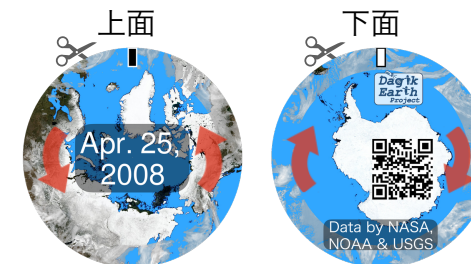 上面
下面
Dagik
Earth
Project
Apr. 25,
2008
Data by NASA,
NOAA & USGS